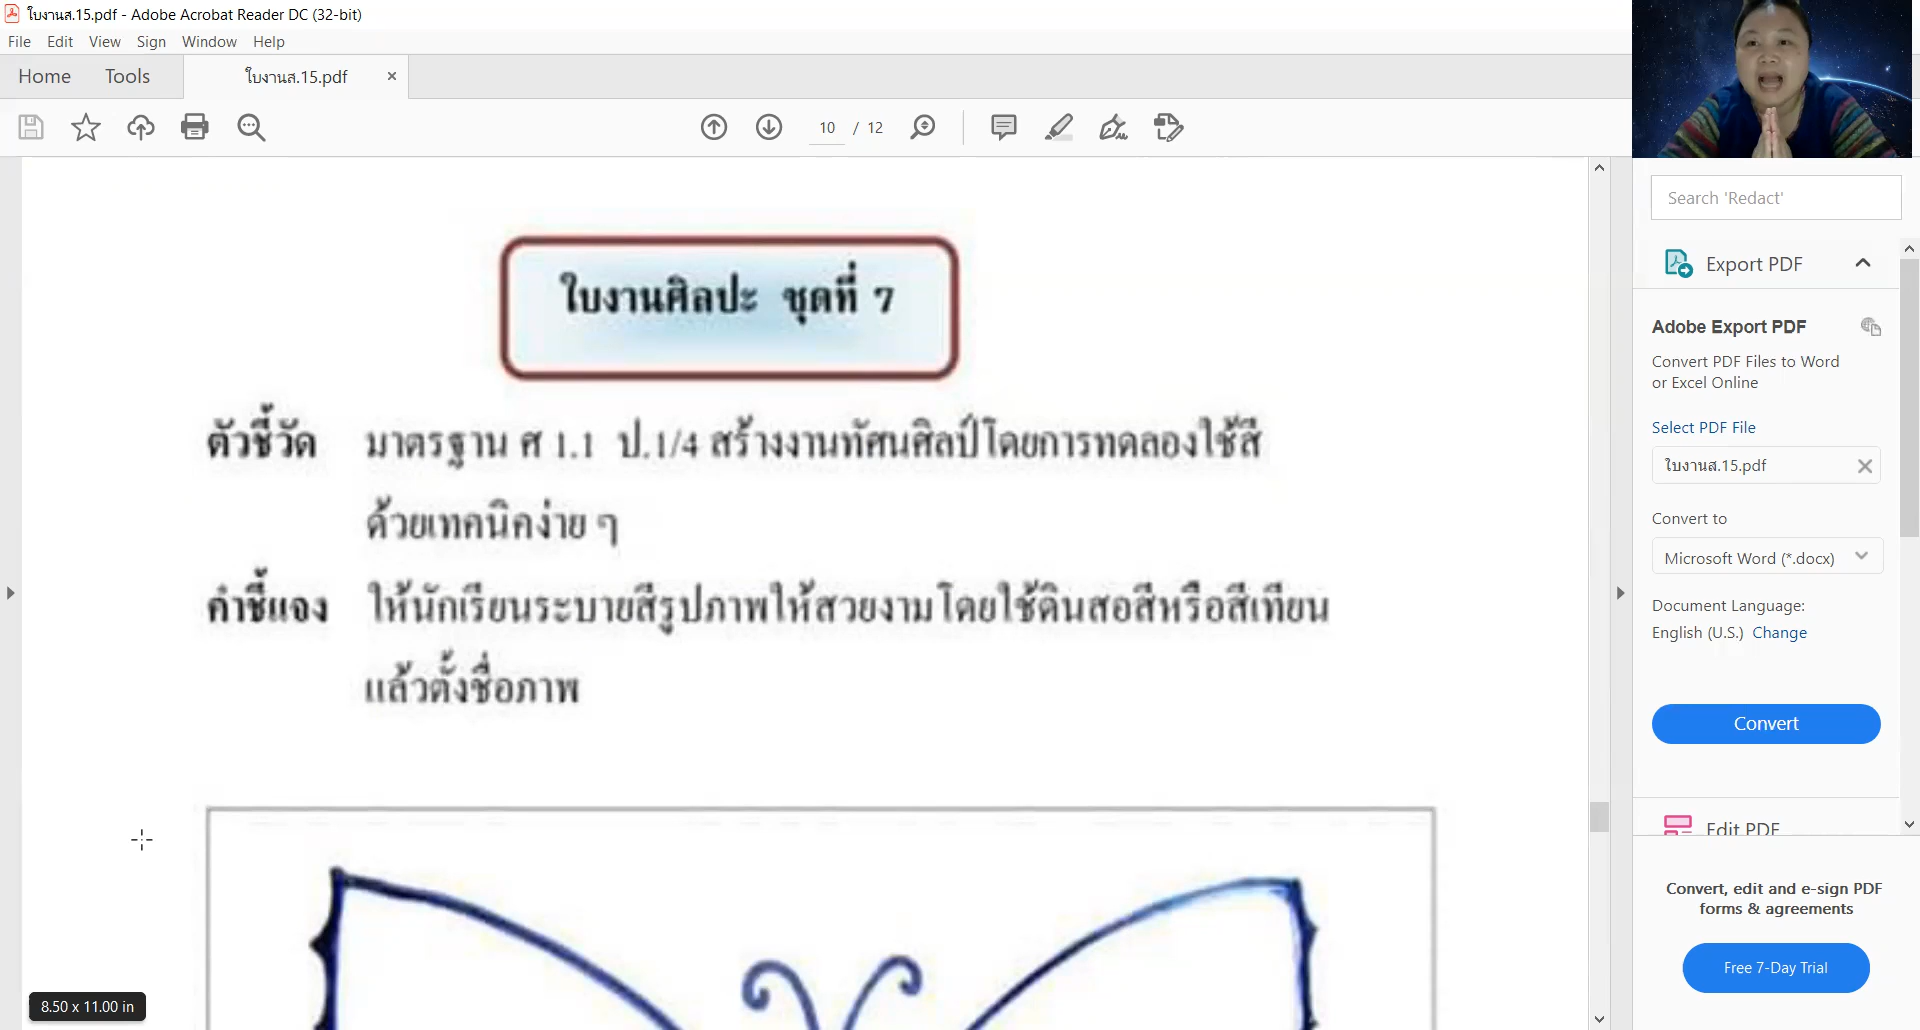 ใบงานส.15.pdf - Adobe Acrobat Reader DC (32-bit)
File Edit View Sign Window Help
Home Tools ใบงานส.15.pdf
10 / 12
ใบงานศิลปะ ชุดที่ 7
ตัวชี้วัด มาตรฐาน ศ 1.1 ป.1/4 สร้างงานทัศนศิลป์โดยการทดลองใช้สี
ด้วยเทคนิคง่าย ๆ
คำชี้แจง ให้นักเรียนระบายสีรูปภาพให้สวยงามโดยใช้ดินสอสีหรือสีเทียน
แล้วตั้งชื่อภาพ
8.50 x 11.00 in
Search 'Redact'
Export PDF
Adobe Export PDF
Convert PDF Files to Word
or Excel Online
Select PDF File
ใบงานส.15.pdf
Convert to
Microsoft Word (*.docx)
Document Language:
English (U.S.) Change
Convert
Edit PDF
Convert, edit and e-sign PDF
forms & agreements
Free 7-Day Trial